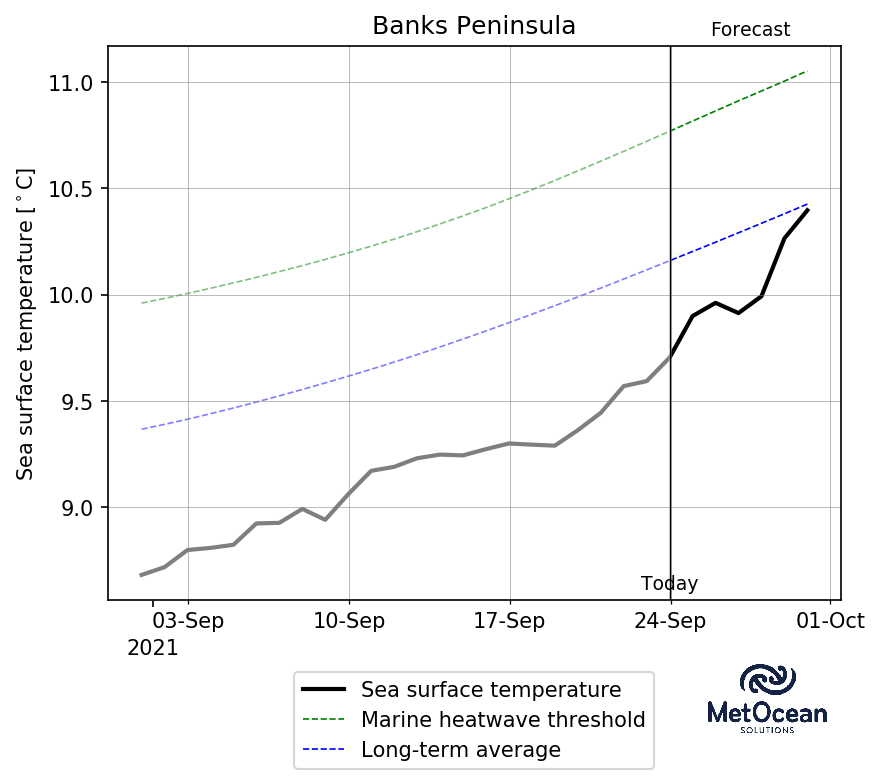 Banks Peninsula
Forecast
Sea surface temperature [°C]
11.0
10.5
10.0
9.5
9.0
Today
03-Sep 10-Sep 17-Sep 24-Sep 01-Oct
2021
Sea surface temperature
Marine heatwave threshold
Long-term average
MetOcean
SOLUTIONS